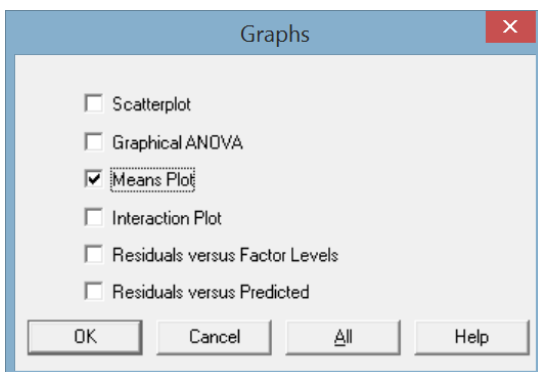 Graphs
Scatterplot
Graphical ANOVA
Means Plot
Interaction Plot
Residuals versus Factor Levels
Residuals versus Predicted
OK Cancel All Help